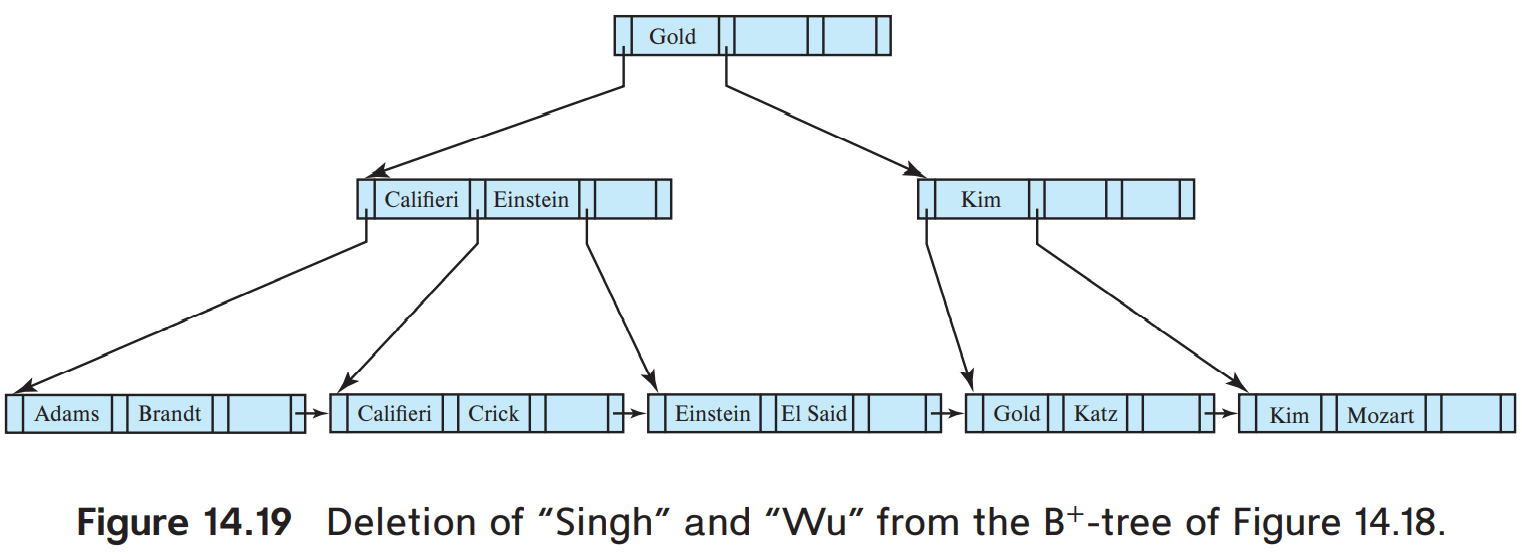 Gold
Califieri Einstein Kim
Adams Brandt Califieri Crick Einstein El Said Gold Katz Kim Mozart
Figure 14.19 Deletion of “Singh” and “Wu” from the B+-tree of Figure 14.18.